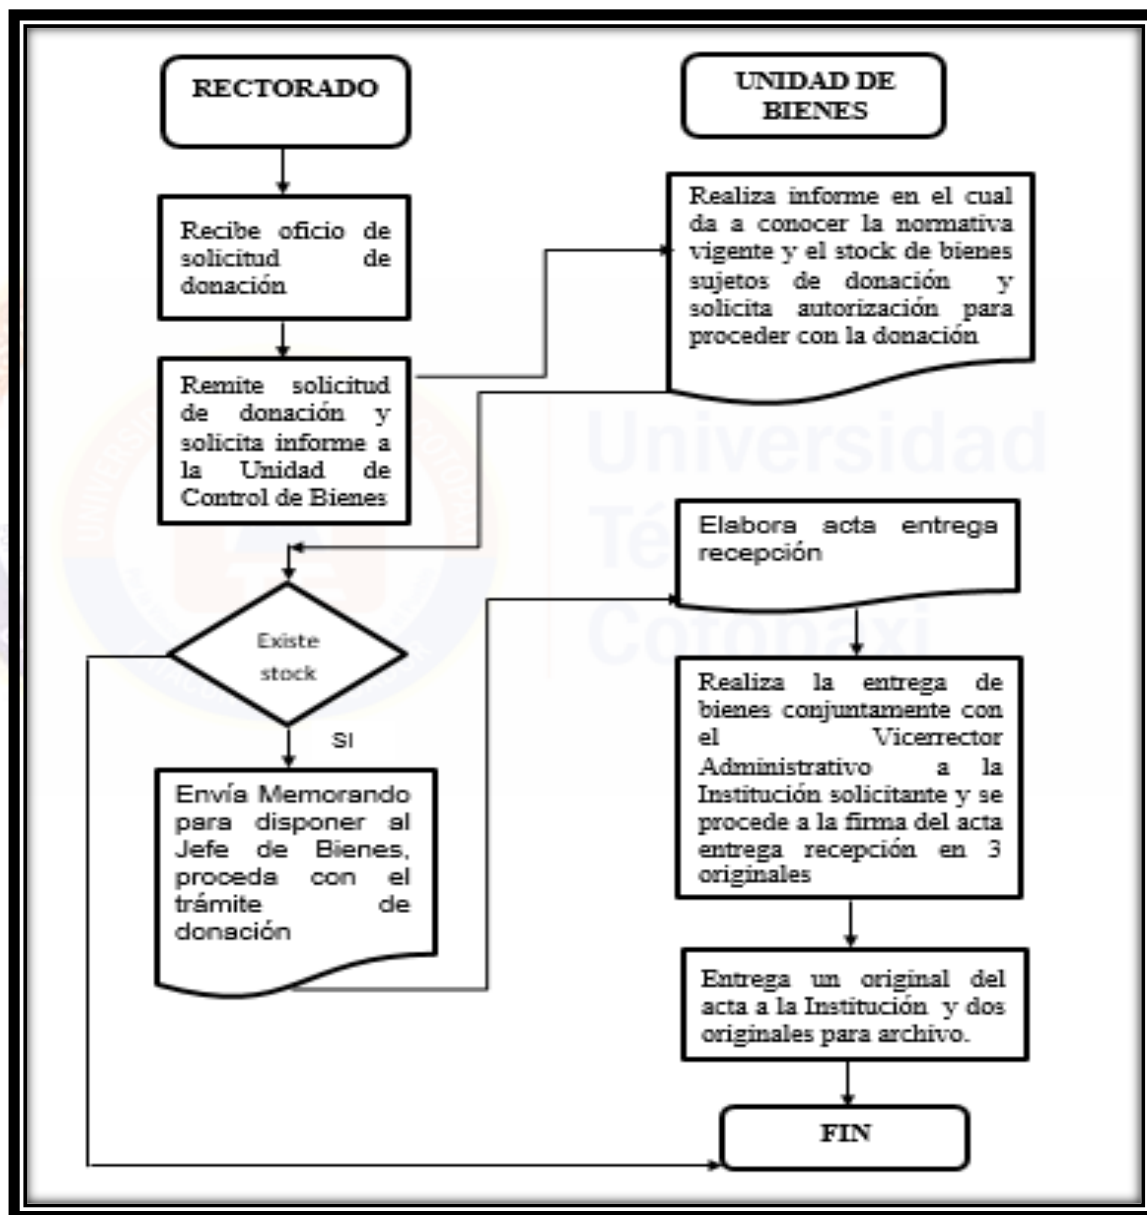 RECTORADO
Recibe oficio de
solicitud de
donación
Remite solicitud
de donación y
solicita informe a
la Unidad de
Control de Bienes
Existe
stock
SI
Envía Memorando
para disponer al
Jefe de Bienes,
proceda con el
trámite de
donación
UNIDAD DE
BIENES
Realiza informe en el cual
da a conocer la normativa
vigente y el stock de bienes
sujetos de donación y
solicita autorización para
proceder con la donación
Elabora acta entrega
recepción
Realiza la entrega de
bienes conjuntamente con
el Vicerrector
Administrativo a la
Institución solicitante y se
procede a la firma del acta
entrega recepción en 3
originales
Entrega un original del
acta a la Institución y dos
originales para archivo.
FIN
Universidad
Cotopaxi